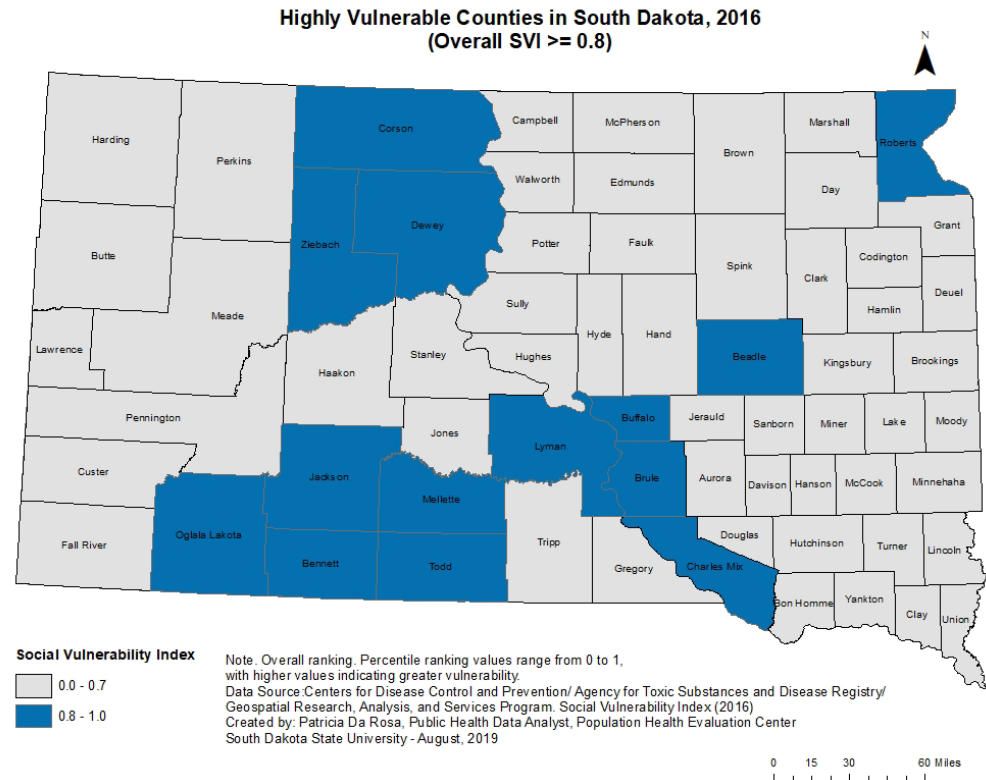 Highly Vulnerable Counties in South Dakota, 2016
(Overall SVI >= 0.8)
N
Harding
Perkins
Corson
Campbell
McPherson
Brown
Marshall
Roberts
Walworth
Edmunds
Day
Butte
Ziebach
Dewey
Potter
Faulk
Spink
Clark
Codington
Grant
Meade
Sully
Hyde
Hand
Hamlin
Deuel
Lawrence
Haakon
Stanley
Hughes
Beadle
Kingsbury
Brookings
Pennington
Jones
Lyman
Buffalo
Jerauld
Sanborn
Miner
Lake
Moody
Custer
Jackson
Mellette
Brule
Aurora
Davison
Hanson
McCook
Minnehaha
Fall River
Oglala Lakota
Bennett
Todd
Tripp
Gregory
Charles Mix
Douglas
Hutchinson
Turner
Lincoln
Bon Homme
Yankton
Clay
Union
Social Vulnerability Index
0.0 - 0.7
0.8 - 1.0
Note. Overall ranking. Percentile ranking values range from 0 to 1,
with higher values indicating greater vulnerability.
Data Source:Centers for Disease Control and Prevention/ Agency for Toxic Substances and Disease Registry/
Geospatial Research, Analysis, and Services Program. Social Vulnerability Index (2016)
Created by: Patricia Da Rosa, Public Health Data Analyst, Population Health Evaluation Center
South Dakota State University - August, 2019
0 15 30 60 Miles